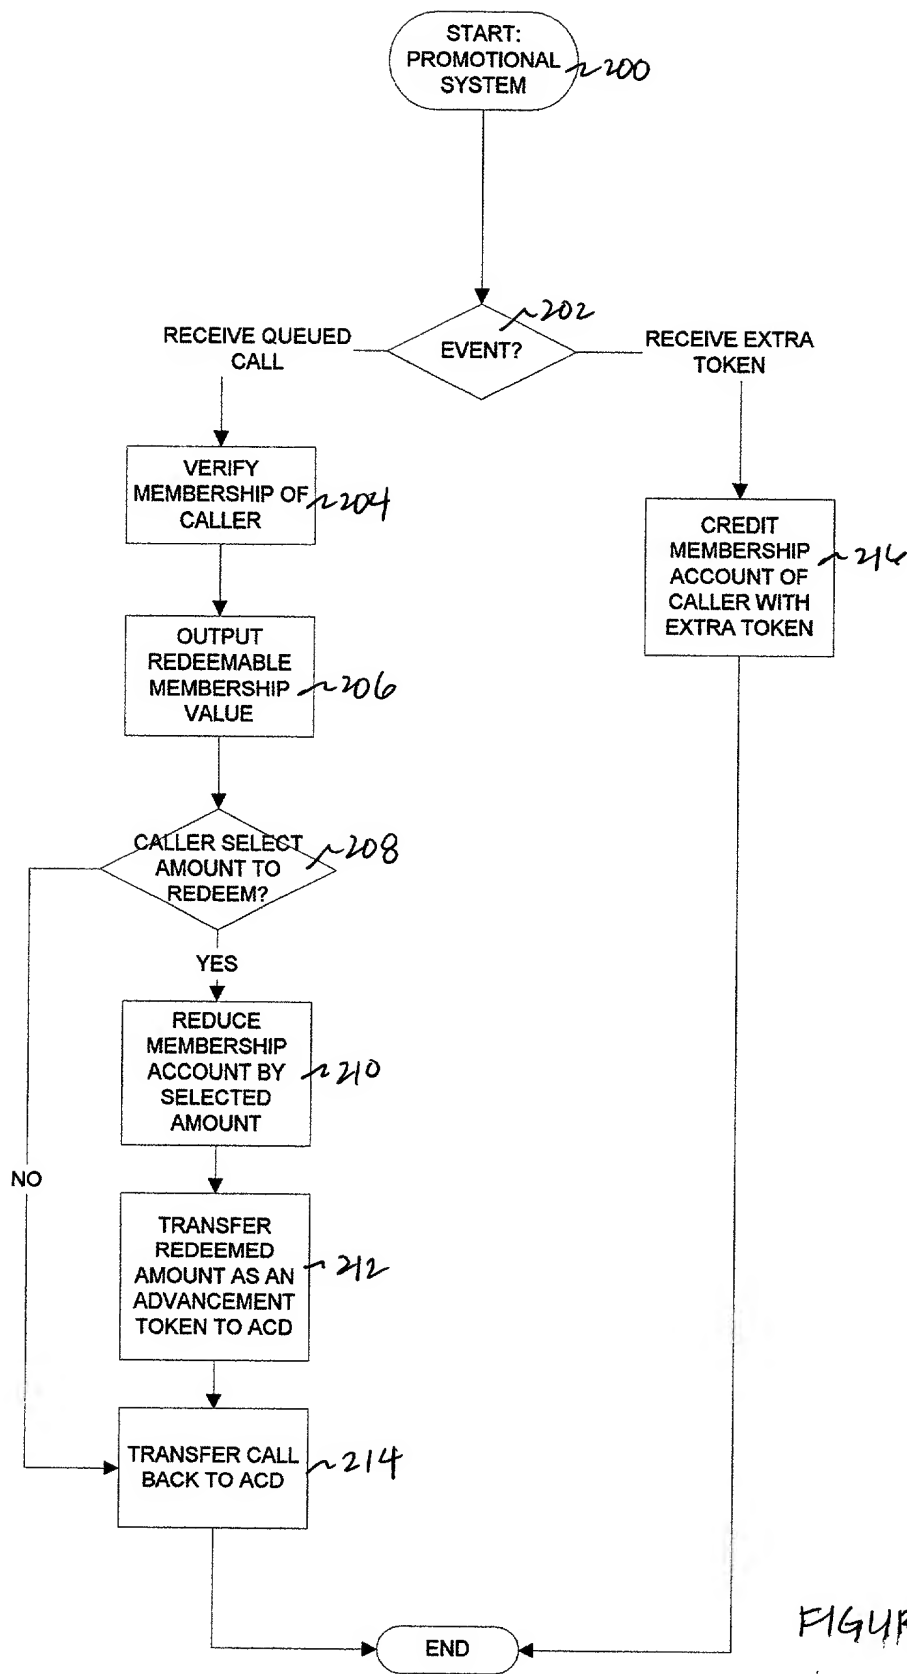 START:
PROMOTIONAL
SYSTEM
200
202
EVENT?
RECEIVE QUEUED
CALL
RECEIVE EXTRA
TOKEN
VERIFY
MEMBERSHIP OF
CALLER
204
CREDIT
MEMBERSHIP
ACCOUNT OF
CALLER WITH
EXTRA TOKEN
216
OUTPUT
REDEEMABLE
MEMBERSHIP
VALUE
206
CALLER SELECT
AMOUNT TO
REDEEM?
208
YES
REDUCE
MEMBERSHIP
ACCOUNT BY
SELECTED
AMOUNT
210
NO
TRANSFER
REDEEMED
AMOUNT AS AN
ADVANCEMENT
TOKEN TO ACD
212
TRANSFER CALL
BACK TO ACD
214
END